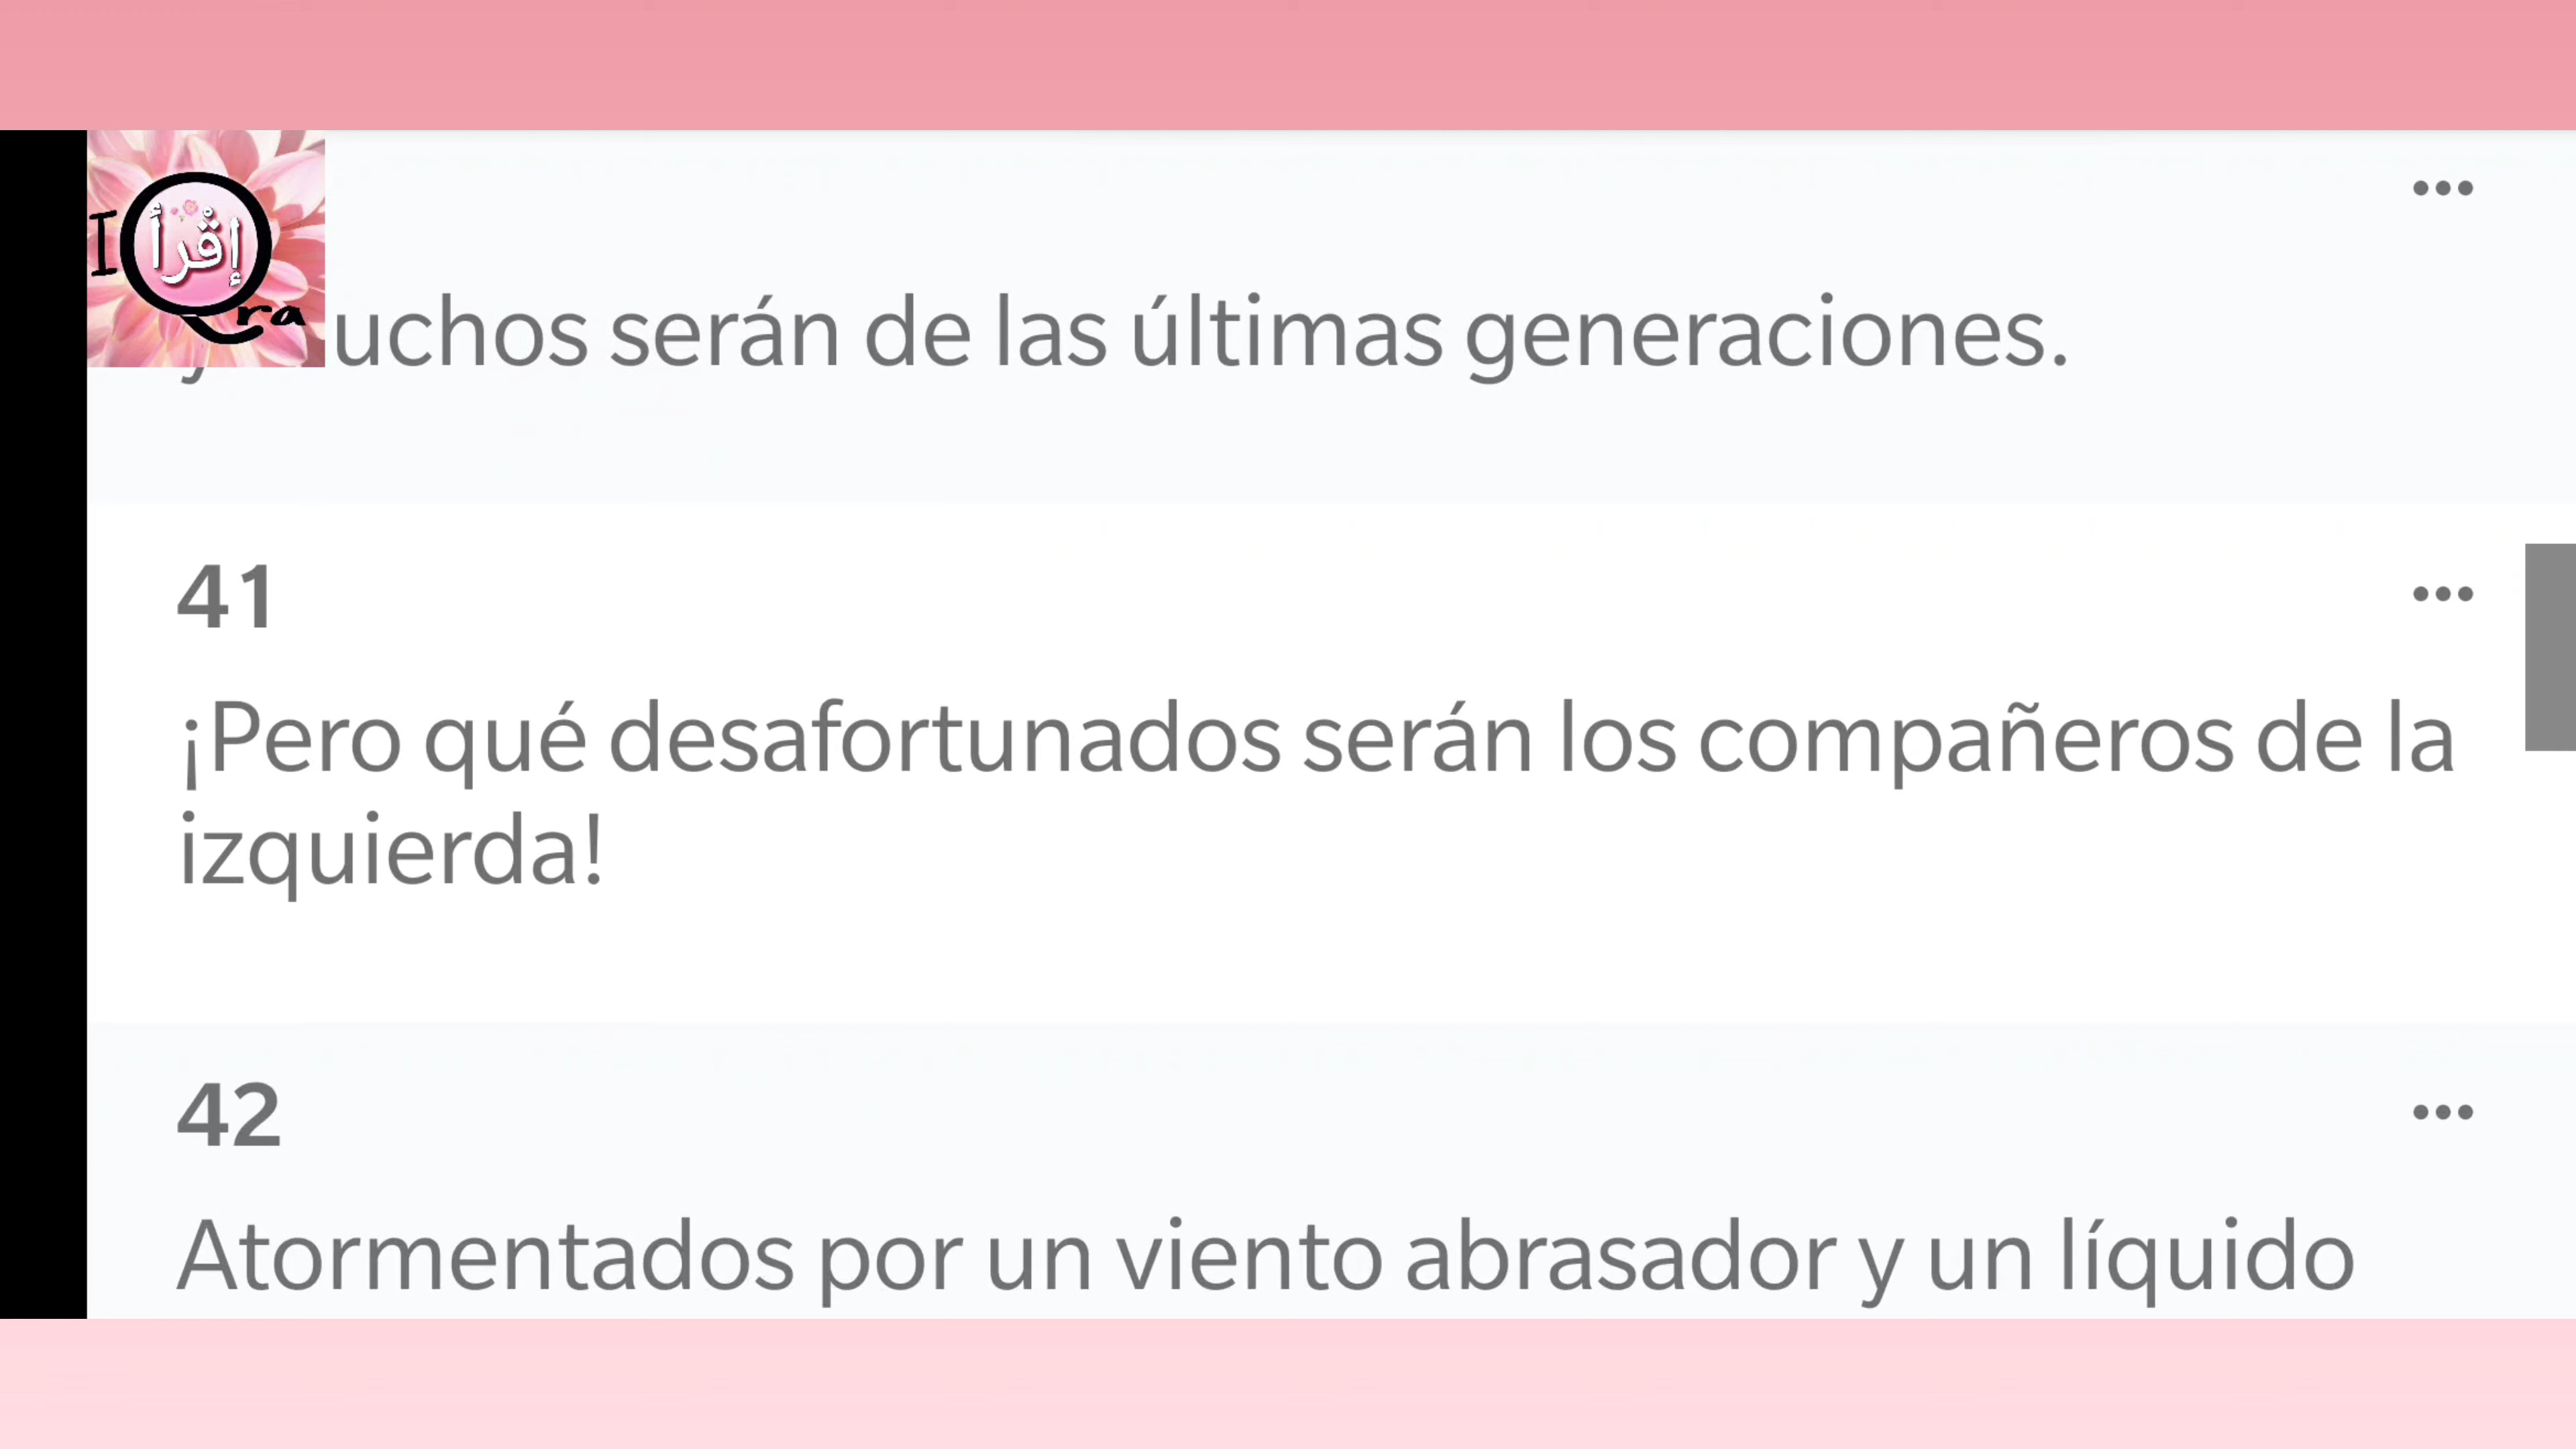 I إقرأ Qra
uchos serán de las últimas generaciones.
41
¡Pero qué desafortunados serán los compañeros de la
izquierda!
42
Atormentados por un viento abrasador y un líquido